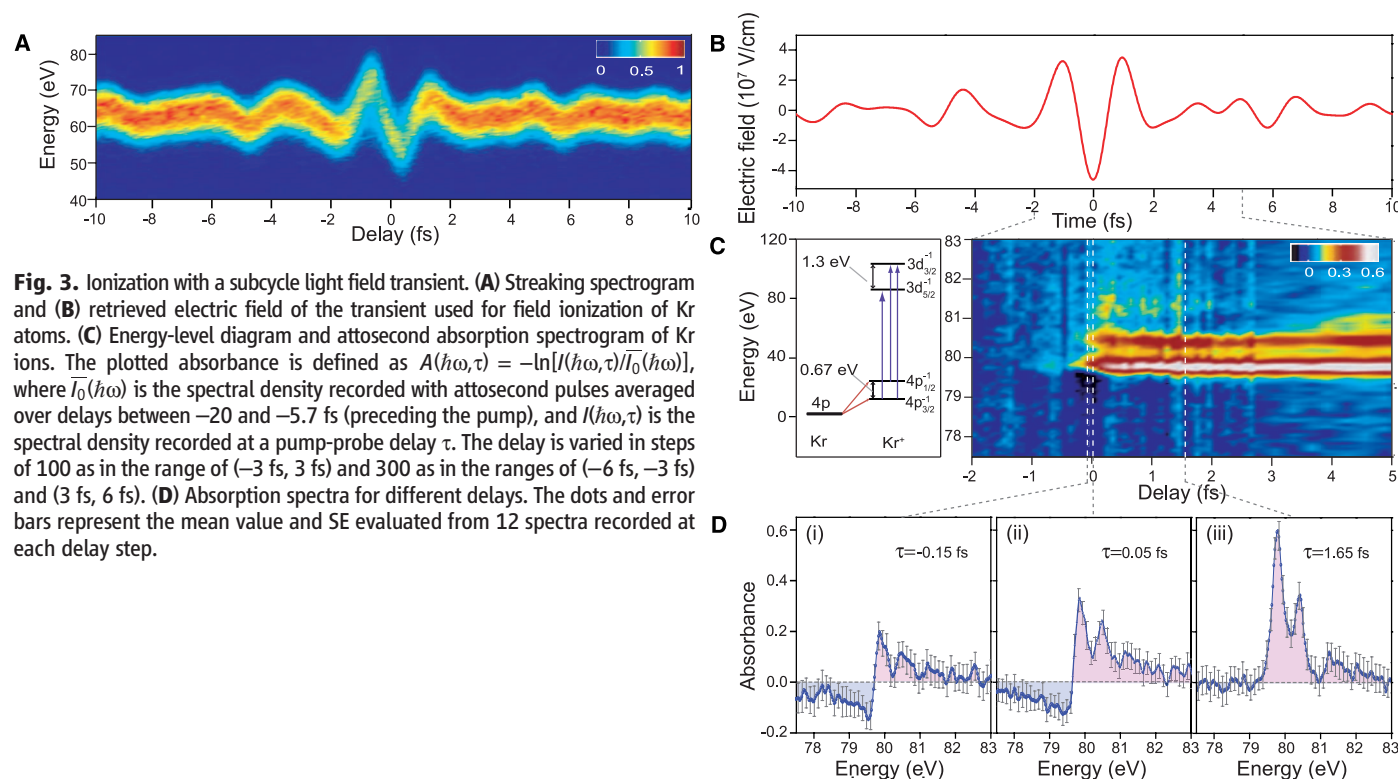 A
Energy (eV)
80
70
60
50
40
0 0.5 1
-10 -8 -6 -4 -2 0 2 4 6 8 10
Delay (fs)
B
Electric field (10⁷ V/cm)
4
2
0
-2
-4
-10 -8 -6 -4 -2 0 2 4 6 8 10
Time (fs)
Fig. 3. Ionization with a subcycle light field transient. (A) Streaking spectrogram
and (B) retrieved electric field of the transient used for field ionization of Kr
atoms. (C) Energy-level diagram and attosecond absorption spectrogram of Kr
ions. The plotted absorbance is defined as A(ℏω,τ) = −ln[I(ℏω,τ)/I̅₀(ℏω)],
where I̅₀(ℏω) is the spectral density recorded with attosecond pulses averaged
over delays between −20 and −5.7 fs (preceding the pump), and I(ℏω,τ) is the
spectral density recorded at a pump-probe delay τ. The delay is varied in steps
of 100 as in the range of (−3 fs, 3 fs) and 300 as in the ranges of (−6 fs, −3 fs)
and (3 fs, 6 fs). (D) Absorption spectra for different delays. The dots and error
bars represent the mean value and SE evaluated from 12 spectra recorded at
each delay step.
C
Energy (eV)
120
80
40
0
1.3 eV
3d⁻¹₃/₂
3d⁻¹₅/₂
0.67 eV
4p⁻¹₁/₂
4p⁻¹₃/₂
4p
Kr Kr⁺
83
82
81
80
79
78
0 0.3 0.6
-2 -1 0 1 2 3 4 5
Delay (fs)
D
Absorbance
0.6
0.4
0.2
0.0
-0.2
(i)
τ=-0.15 fs
78 79 80 81 82 83
Energy (eV)
(ii)
τ=0.05 fs
78 79 80 81 82 83
Energy (eV)
(iii)
τ=1.65 fs
78 79 80 81 82 83
Energy (eV)